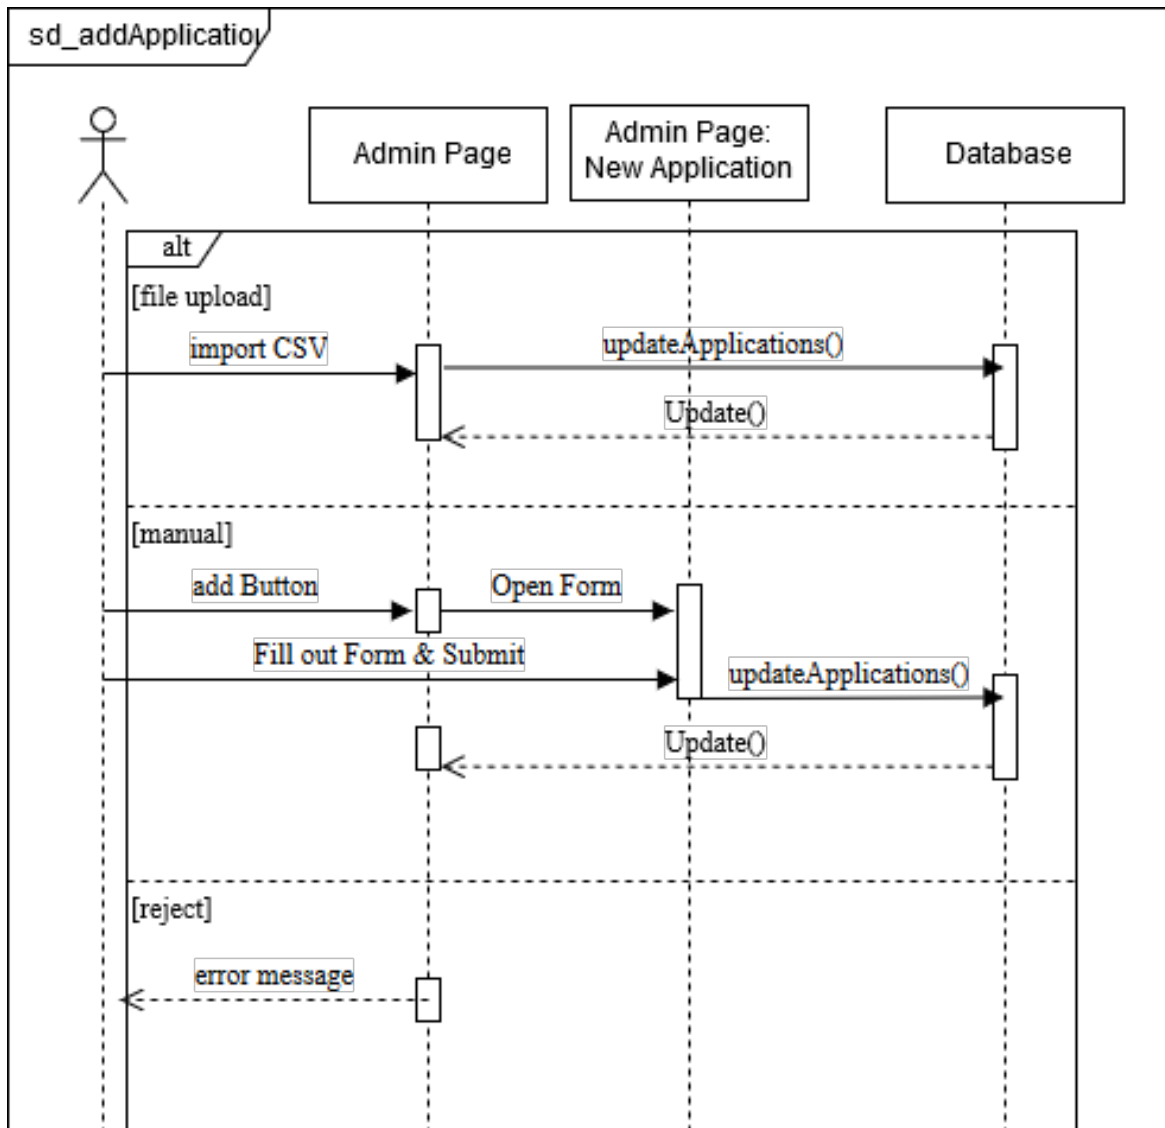 sd_addApplication
Admin Page
Admin Page:
New Application
Database
alt
[file upload]
import CSV
updateApplications()
Update()
[manual]
add Button
Open Form
Fill out Form & Submit
updateApplications()
Update()
[reject]
error message